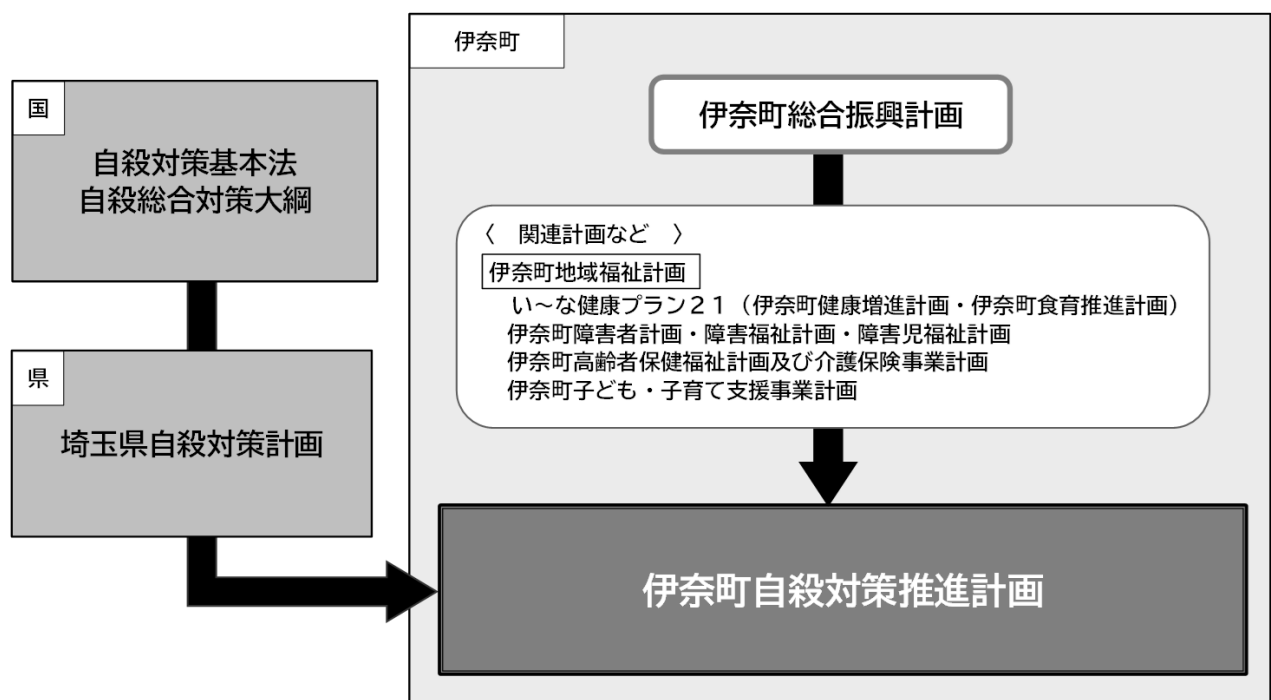 国
自殺対策基本法
自殺総合対策大綱
県
埼玉県自殺対策計画
伊奈町
伊奈町総合振興計画
〈　関連計画など　〉
伊奈町地域福祉計画
い～な健康プラン２１（伊奈町健康増進計画・伊奈町食育推進計画）
伊奈町障害者計画・障害福祉計画・障害児福祉計画
伊奈町高齢者保健福祉計画及び介護保険事業計画
伊奈町子ども・子育て支援事業計画
伊奈町自殺対策推進計画